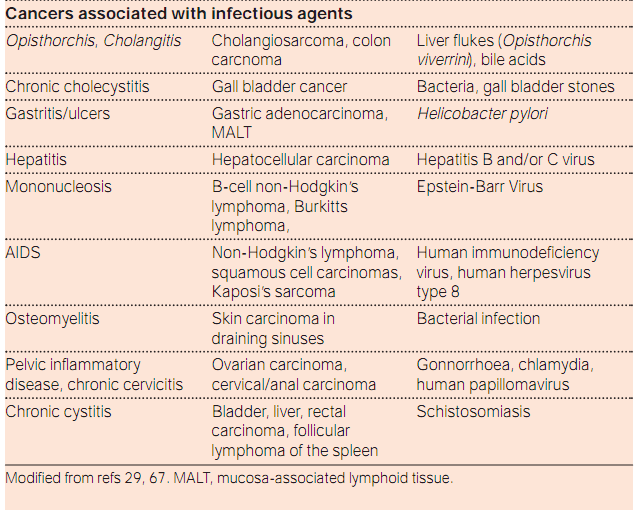 Cancers associated with infectious agents
Opisthorchis, Cholangitis
Cholangiosarcoma, colon
carcnoma
Liver flukes (Opisthorchis
viverrini), bile acids
Chronic cholecystitis
Gall bladder cancer
Bacteria, gall bladder stones
Gastritis/ulcers
Gastric adenocarcinoma,
MALT
Helicobacter pylori
Hepatitis
Hepatocellular carcinoma
Hepatitis B and/or C virus
Mononucleosis
B-cell non-Hodgkin's
lymphoma, Burkitts
lymphoma,
Epstein-Barr Virus
AIDS
Non-Hodgkin's lymphoma,
squamous cell carcinomas,
Kaposi's sarcoma
Human immunodeficiency
virus, human herpesvirus
type 8
Osteomyelitis
Skin carcinoma in
draining sinuses
Bacterial infection
Pelvic inflammatory
disease, chronic cervicitis
Ovarian carcinoma,
cervical/anal carcinoma
Gonnorrhoea, chlamydia,
human papillomavirus
Chronic cystitis
Bladder, liver, rectal
carcinoma, follicular
lymphoma of the spleen
Schistosomiasis
Modified from refs 29, 67. MALT, mucosa-associated lymphoid tissue.